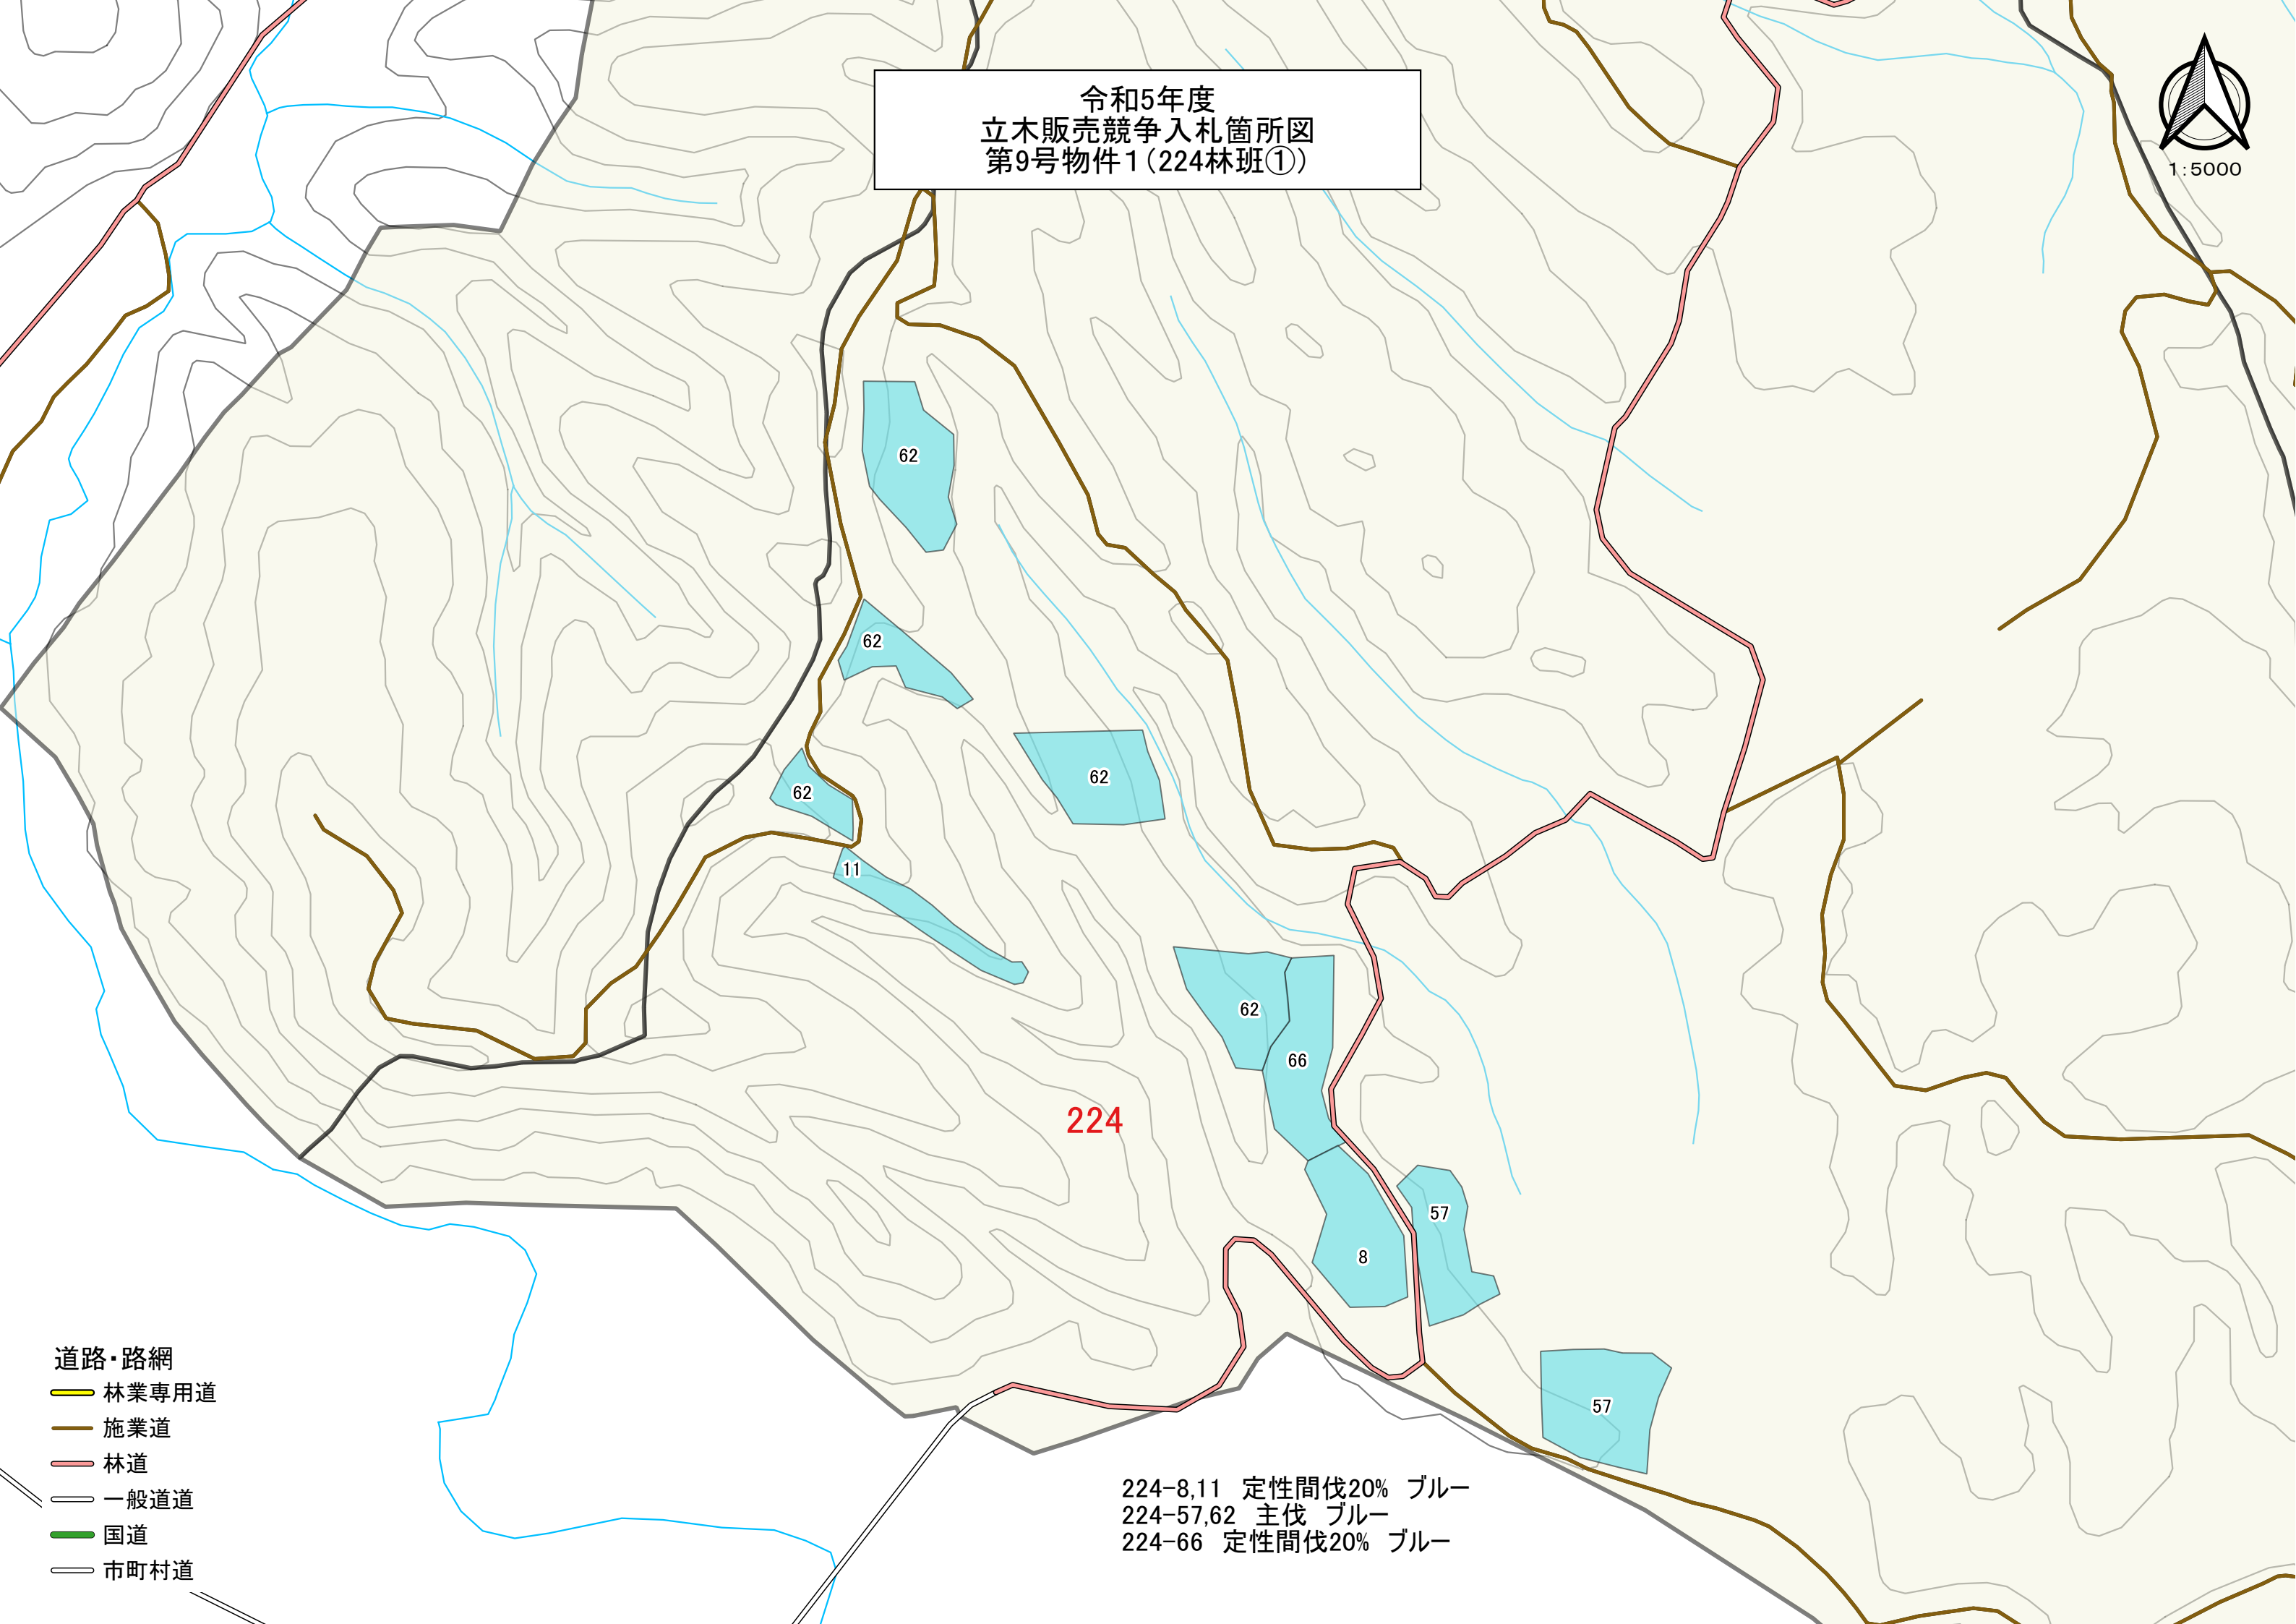 令和5年度
立木販売競争入札箇所図
第9号物件1(224林班①)
1:5000
62
62
62
62
11
62
66
224
57
8
57
道路・路網
林業専用道
施業道
林道
一般道道
国道
市町村道
224-8,11 定性間伐20% ブルー
224-57,62 主伐 ブルー
224-66 定性間伐20% ブルー